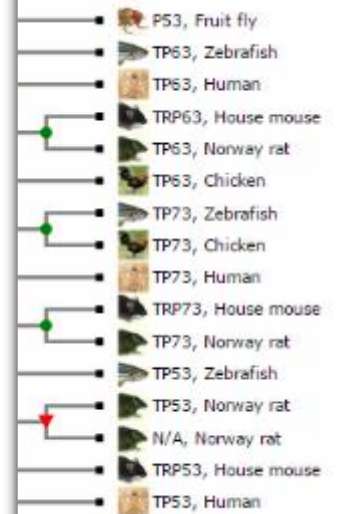 P53, Fruit fly
TP63, Zebrafish
TP63, Human
TRP63, House mouse
TP63, Norway rat
TP63, Chicken
TP73, Zebrafish
TP73, Chicken
TP73, Human
TRP73, House mouse
TP73, Norway rat
TP53, Zebrafish
TP53, Norway rat
N/A, Norway rat
TRP53, House mouse
TP53, Human